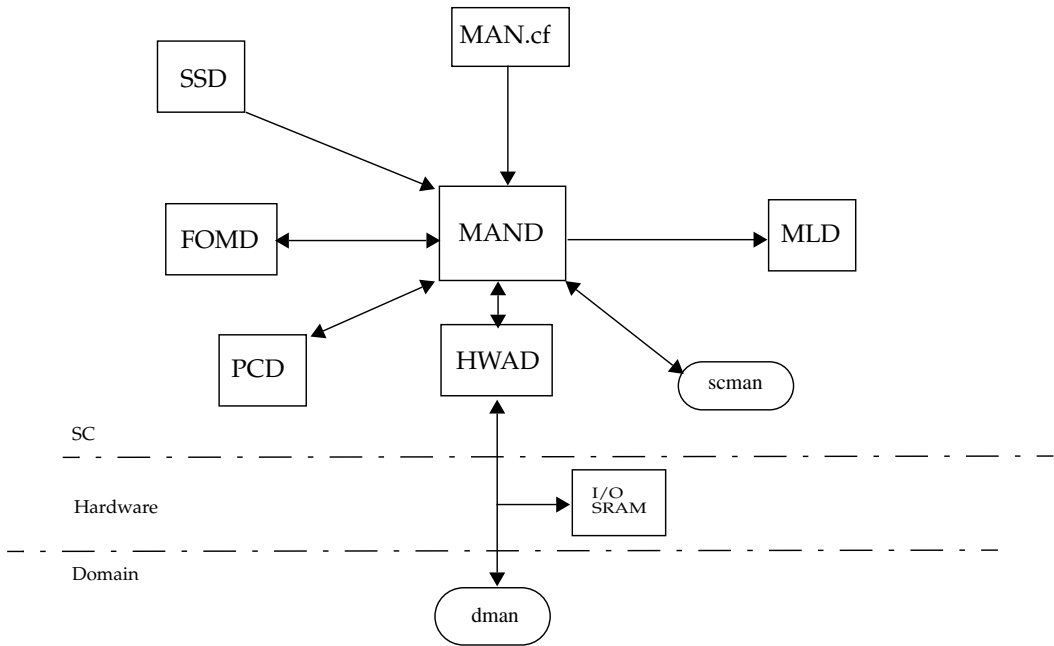 MAN.cf
SSD
FOMD
MAND
MLD
PCD
HWAD
scman
SC
Hardware
I/O
SRAM
Domain
dman